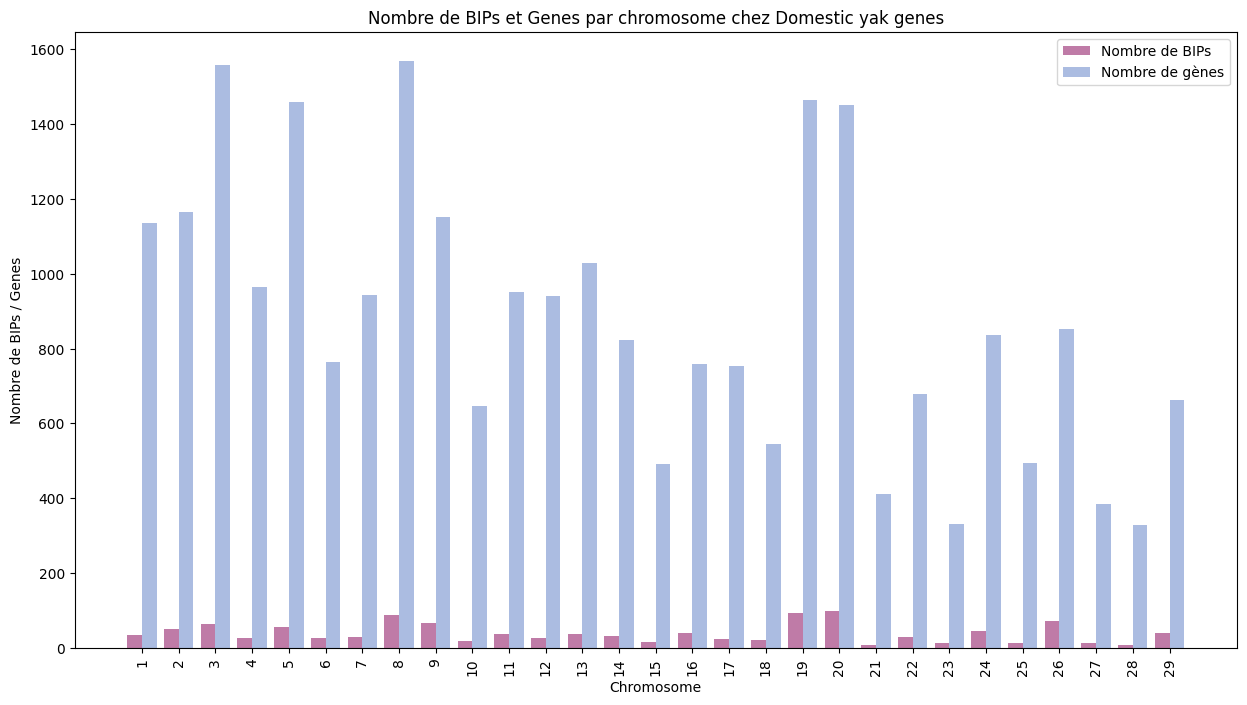 Nombre de BIPs et Genes par chromosome chez Domestic yak genes
Nombre de BIPs
Nombre de gènes
Nombre de BIPs / Genes
1600
1400
1200
1000
800
600
400
200
0
1 2 3 4 5 6 7 8 9 10 11 12 13 14 15 16 17 18 19 20 21 22 23 24 25 26 27 28 29
Chromosome